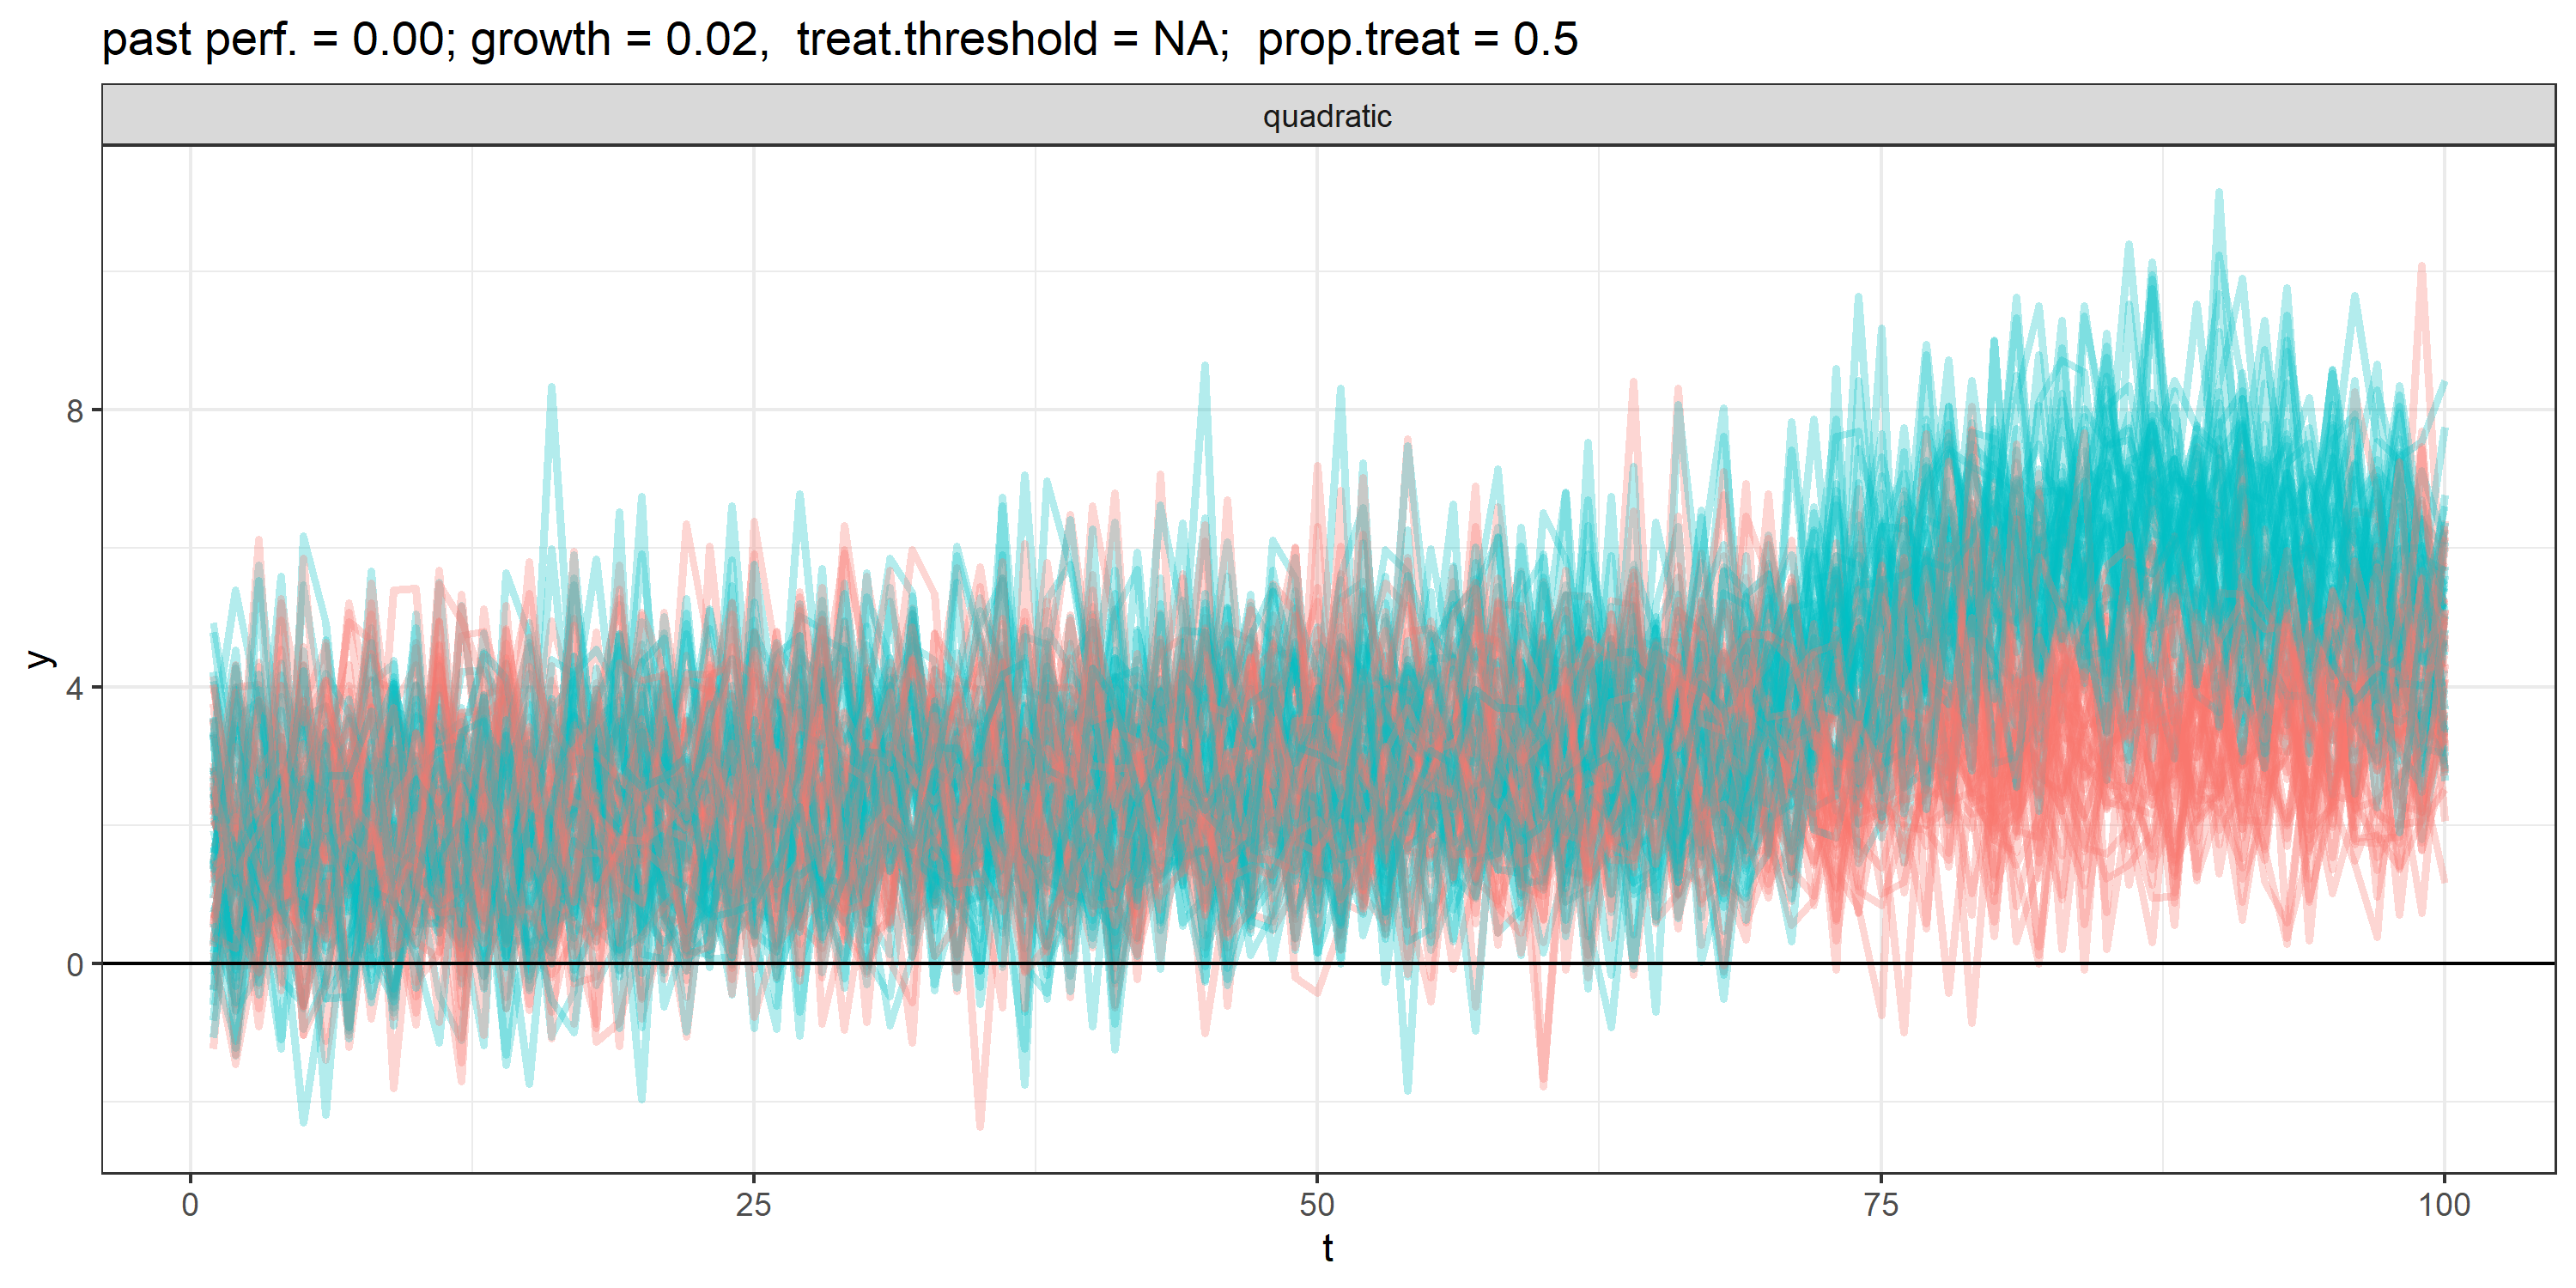 past perf. = 0.00; growth = 0.02,  treat.threshold = NA;  prop.treat = 0.5
quadratic
y
8
4
0
0 25 50 75 100
t